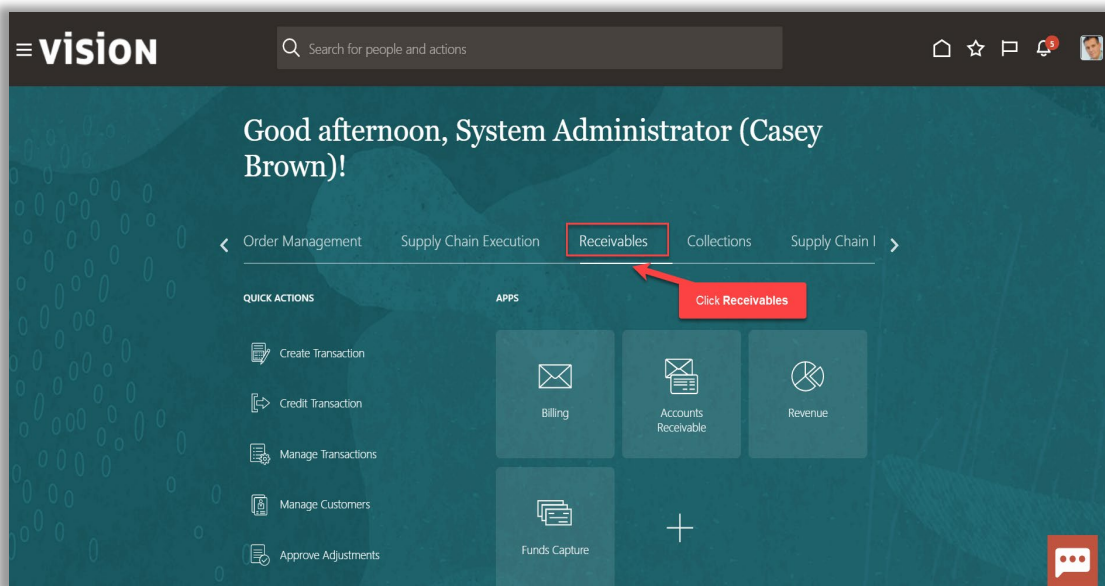 vision
Search for people and actions
5
Good afternoon, System Administrator (Casey
Brown)!
Order Management Supply Chain Execution Receivables Collections Supply Chain
QUICK ACTIONS
APPS
Click Receivables
Create Transaction
Credit Transaction
Manage Transactions
Manage Customers
Approve Adjustments
Billing
Accounts
Receivable
Revenue
Funds Capture